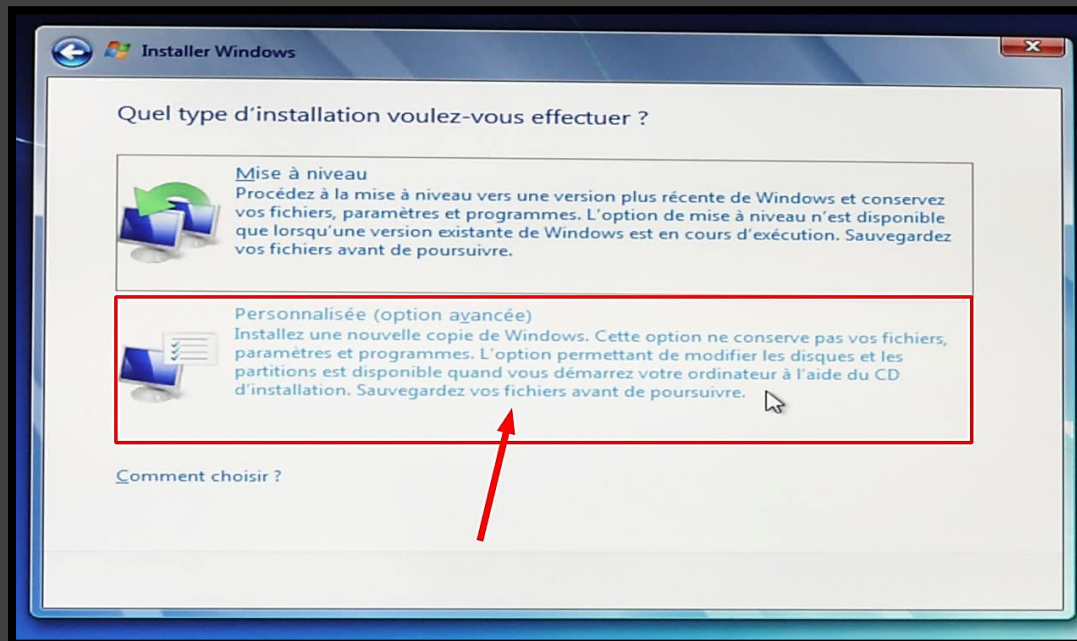 Installer Windows
Quel type d'installation voulez-vous effectuer ?
Mise à niveau
Procédez à la mise à niveau vers une version plus récente de Windows et conservez
vos fichiers, paramètres et programmes. L'option de mise à niveau n'est disponible
que lorsqu'une version existante de Windows est en cours d'exécution. Sauvegardez
vos fichiers avant de poursuivre.
Personnalisée (option avancée)
Installez une nouvelle copie de Windows. Cette option ne conserve pas vos fichiers,
paramètres et programmes. L'option permettant de modifier les disques et les
partitions est disponible quand vous démarrez votre ordinateur à l'aide du CD
d'installation. Sauvegardez vos fichiers avant de poursuivre.
Comment choisir ?